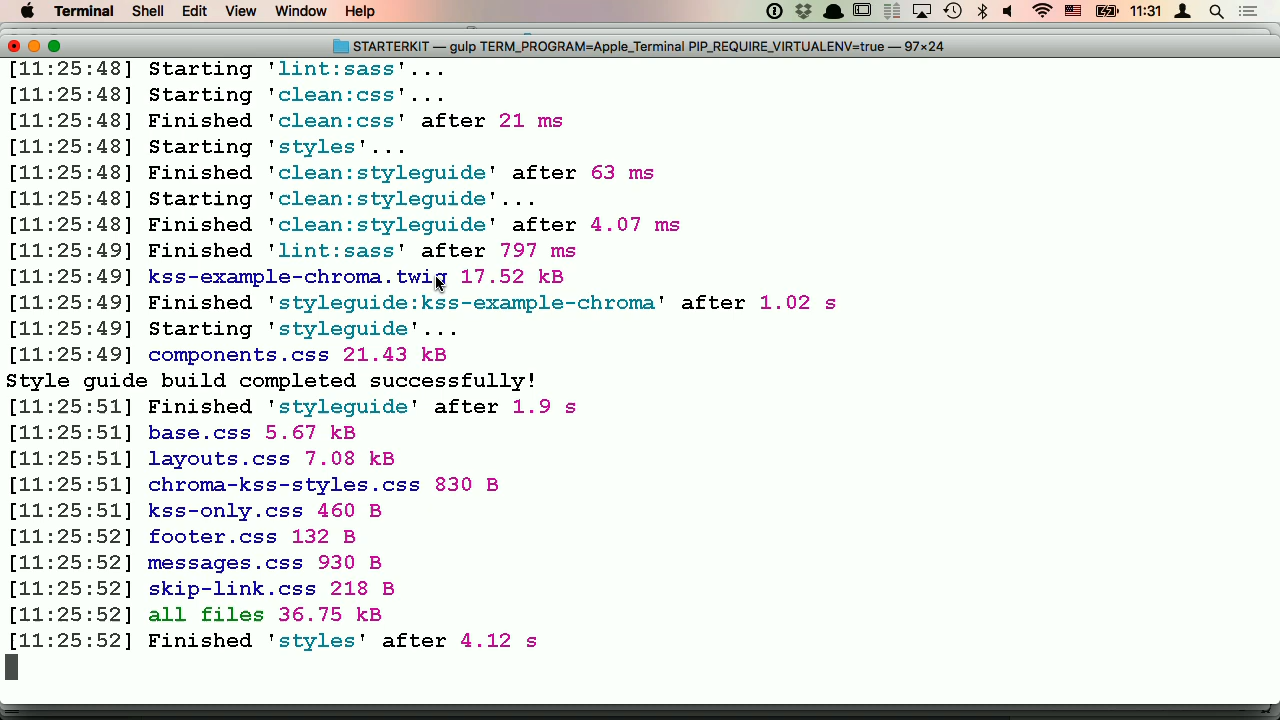 Terminal Shell Edit View Window Help 11:31
STARTERKIT — gulp TERM_PROGRAM=Apple_Terminal PIP_REQUIRE_VIRTUALENV=true — 97×24
[11:25:48] Starting 'lint:sass'...
[11:25:48] Starting 'clean:css'...
[11:25:48] Finished 'clean:css' after 21 ms
[11:25:48] Starting 'styles'...
[11:25:48] Finished 'clean:styleguide' after 63 ms
[11:25:48] Starting 'clean:styleguide'...
[11:25:48] Finished 'clean:styleguide' after 4.07 ms
[11:25:49] Finished 'lint:sass' after 797 ms
[11:25:49] kss-example-chroma.twig 17.52 kB
[11:25:49] Finished 'styleguide:kss-example-chroma' after 1.02 s
[11:25:49] Starting 'styleguide'...
[11:25:49] components.css 21.43 kB
Style guide build completed successfully!
[11:25:51] Finished 'styleguide' after 1.9 s
[11:25:51] base.css 5.67 kB
[11:25:51] layouts.css 7.08 kB
[11:25:51] chroma-kss-styles.css 830 B
[11:25:51] kss-only.css 460 B
[11:25:52] footer.css 132 B
[11:25:52] messages.css 930 B
[11:25:52] skip-link.css 218 B
[11:25:52] all files 36.75 kB
[11:25:52] Finished 'styles' after 4.12 s